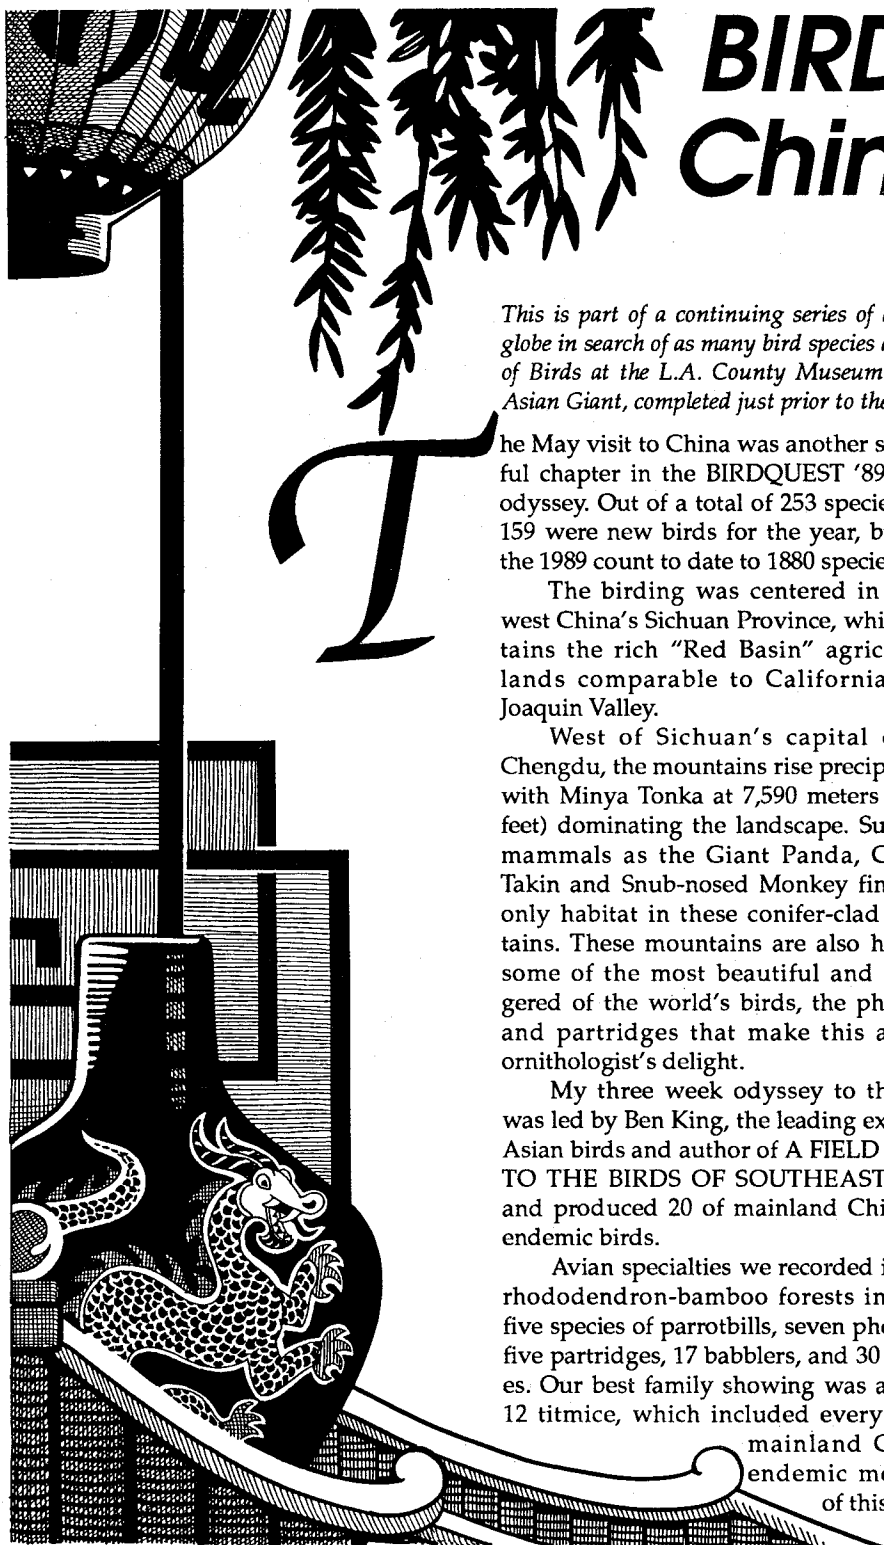 BIRD
Chin
This is part of a continuing series of
globe in search of as many bird species
of Birds at the L.A. County Museum
Asian Giant, completed just prior to the
The May visit to China was another s
ful chapter in the BIRDQUEST '89
odyssey. Out of a total of 253 specie
159 were new birds for the year, b
the 1989 count to date to 1880 specie
The birding was centered in
west China's Sichuan Province, whi
tains the rich "Red Basin" agric
lands comparable to California
Joaquin Valley.
West of Sichuan's capital
Chengdu, the mountains rise precip
with Minya Tonka at 7,590 meters
feet) dominating the landscape. Su
mammals as the Giant Panda, C
Takin and Snub-nosed Monkey fin
only habitat in these conifer-clad
tains. These mountains are also h
some of the most beautiful and
gered of the world's birds, the ph
and partridges that make this a
ornithologist's delight.
My three week odyssey to th
was led by Ben King, the leading ex
Asian birds and author of A FIELD
TO THE BIRDS OF SOUTHEAST
and produced 20 of mainland Chi
endemic birds.
Avian specialties we recorded i
rhododendron-bamboo forests in
five species of parrotbills, seven phe
five partridges, 17 babblers, and 30
es. Our best family showing was a
12 titmice, which included every
mainland C
endemic me
of this